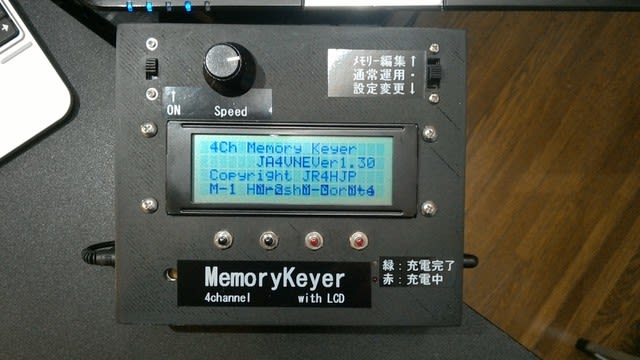 ﾒﾓﾘｰ編集↑
通常運用・
設定変更↓
↑
ON
Speed
4Ch Memory Keyer
JA4VNEVer1.30
Copyright JR4HJP
M-1
MemoryKeyer
4channel with LCD
緑：充電完了
赤：充電中